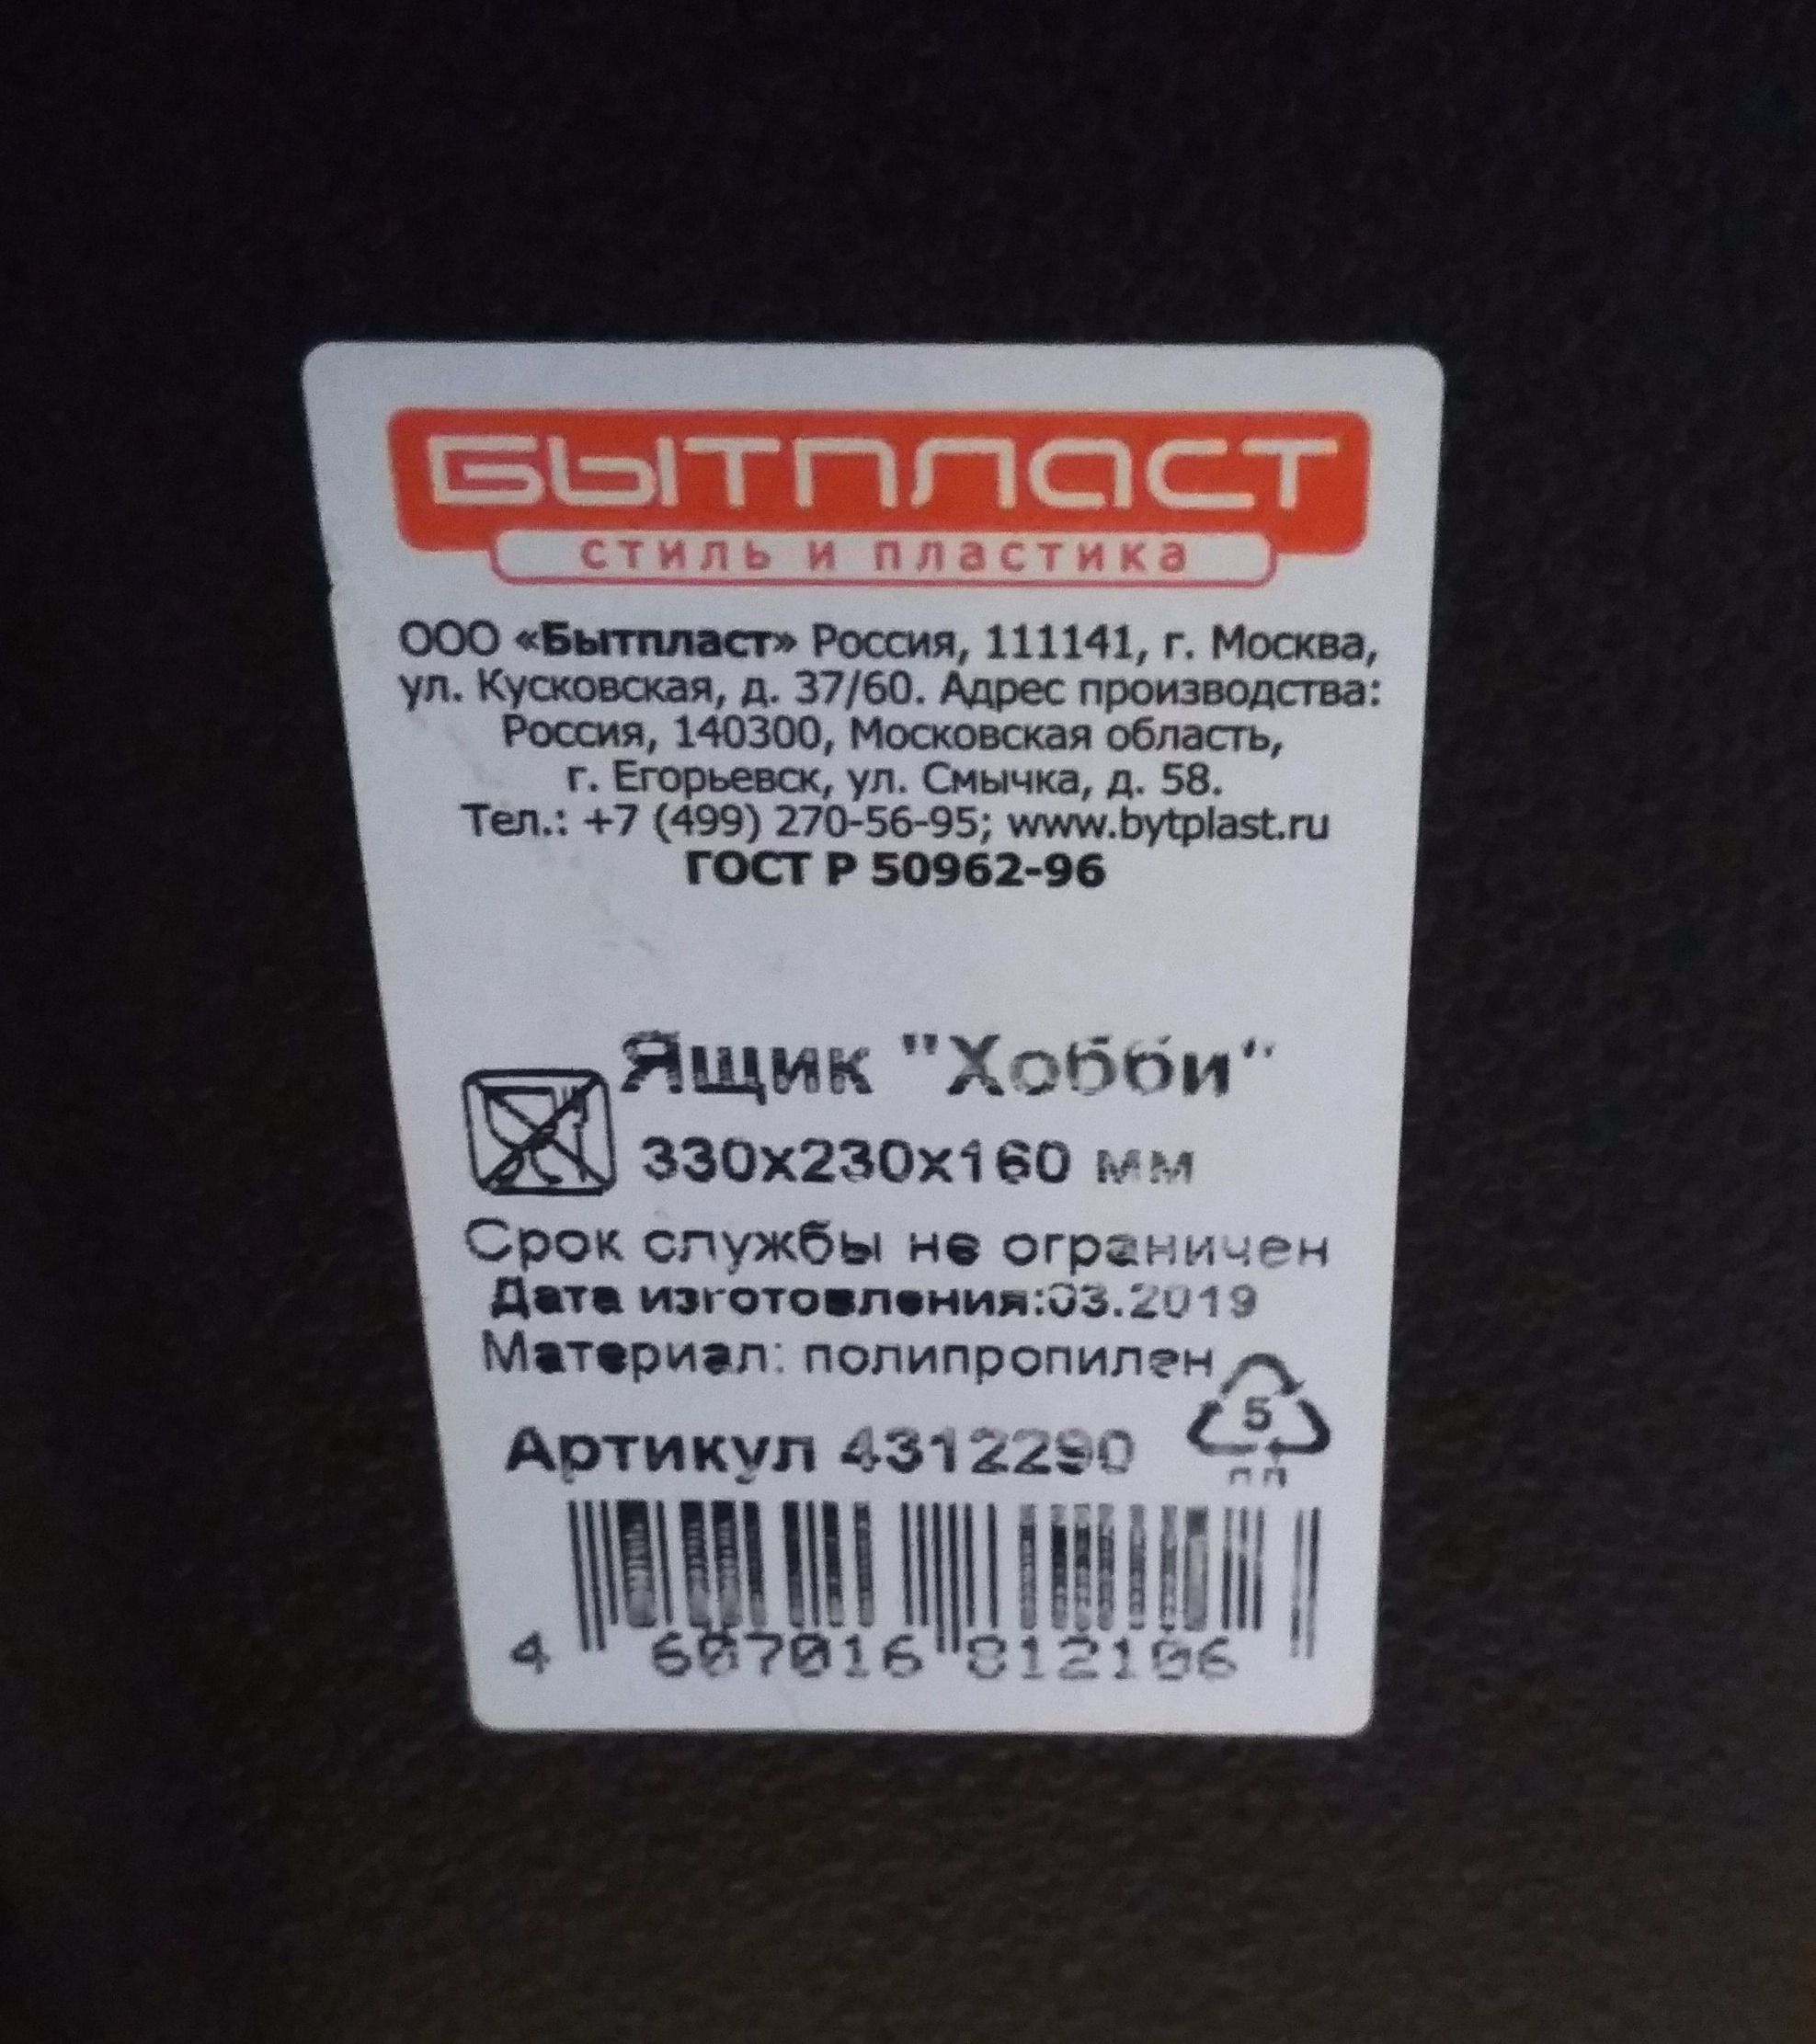 БЫТПЛАСТ
стиль и пластика
ООО «Бытпласт» Россия, 111141, г. Москва,
ул. Кусковская, д. 37/60. Адрес производства:
Россия, 140300, Московская область,
г. Егорьевск, ул. Смычка, д. 58.
Тел.: +7 (499) 270-56-95; www.bytplast.ru
ГОСТ Р 50962-96
Ящик "Хобби"
330х230х160 мм
Срок службы не ограничен
Дата изготовления:03.2019
Материал: полипропилен
5
ПП
Артикул 4312290
4 607016 812106